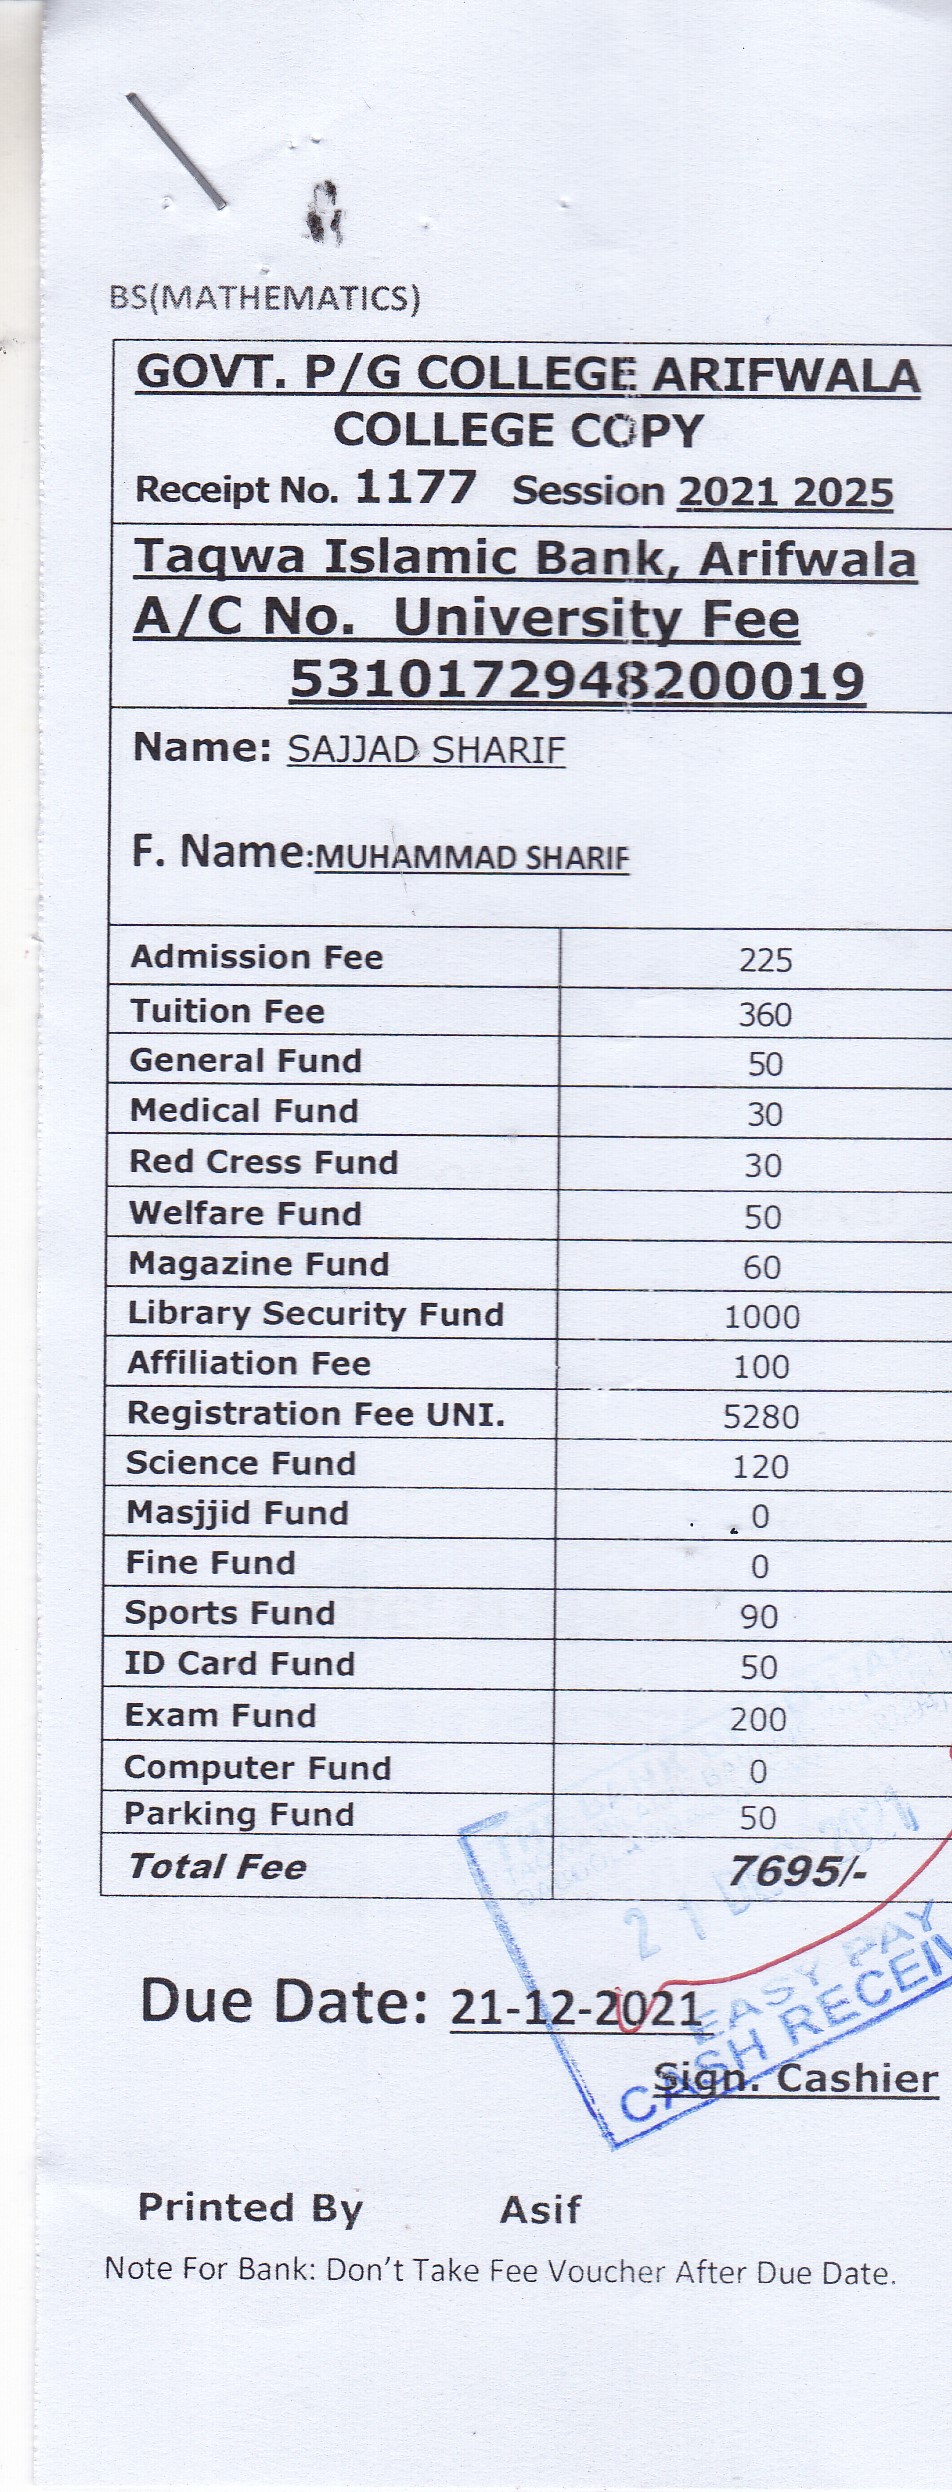 BS(MATHEMATICS)
GOVT. P/G COLLEGE ARIFWALA
COLLEGE COPY
Receipt No. 1177 Session 2021 2025
Taqwa Islamic Bank, Arifwala
A/C No. University Fee
5310172948200019
Name: SAJJAD SHARIF
F. Name:MUHAMMAD SHARIF
Admission Fee 225
Tuition Fee 360
General Fund 50
Medical Fund 30
Red Cress Fund 30
Welfare Fund 50
Magazine Fund 60
Library Security Fund 1000
Affiliation Fee 100
Registration Fee UNI. 5280
Science Fund 120
Masjjid Fund 0
Fine Fund 0
Sports Fund 90
ID Card Fund 50
Exam Fund 200
Computer Fund 0
Parking Fund 50
Total Fee 7695/-
THE BANK
21 DEC 2021
EASY PAY
CASH RECEIV
Due Date: 21-12-2021
Sign. Cashier
Printed By Asif
Note For Bank: Don't Take Fee Voucher After Due Date.